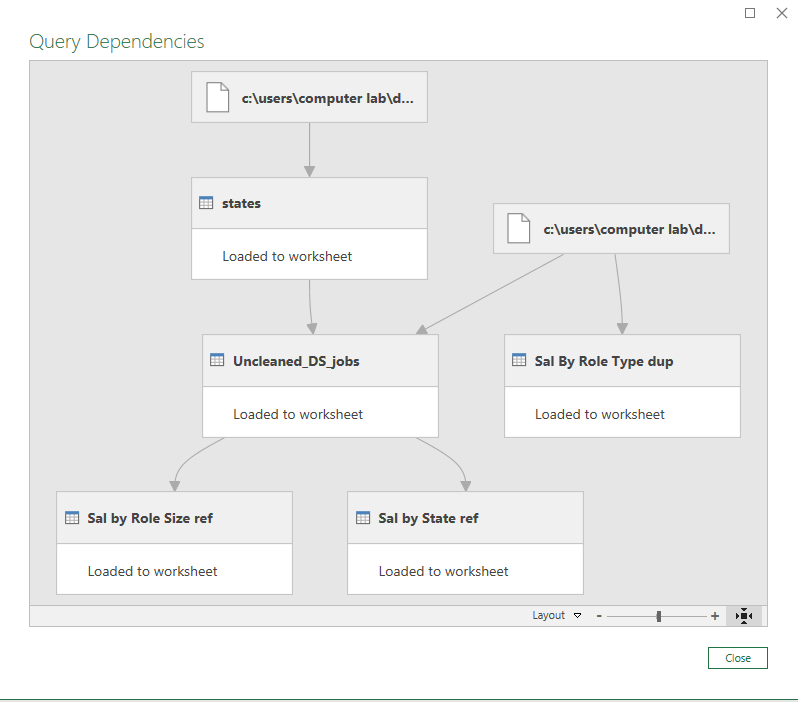 Query Dependencies
c:\users\computer lab\d...
states
Loaded to worksheet
c:\users\computer lab\d...
Uncleaned_DS_jobs
Loaded to worksheet
Sal By Role Type dup
Loaded to worksheet
Sal by Role Size ref
Loaded to worksheet
Sal by State ref
Loaded to worksheet
Layout
- +
Close